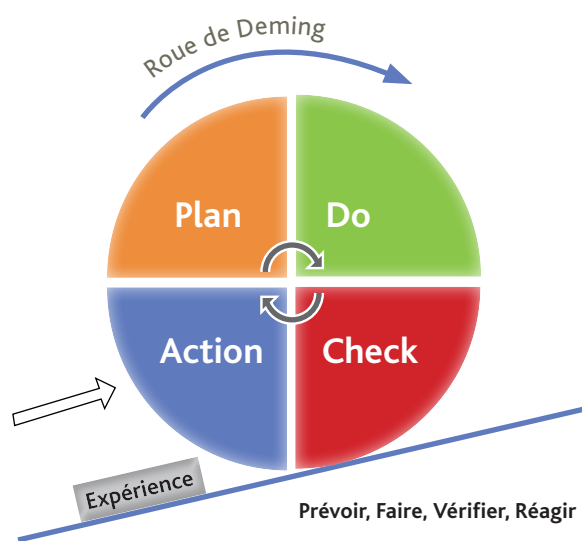 Roue de Deming
Plan
Do
Action
Check
Expérience
Prévoir, Faire, Vérifier, Réagir